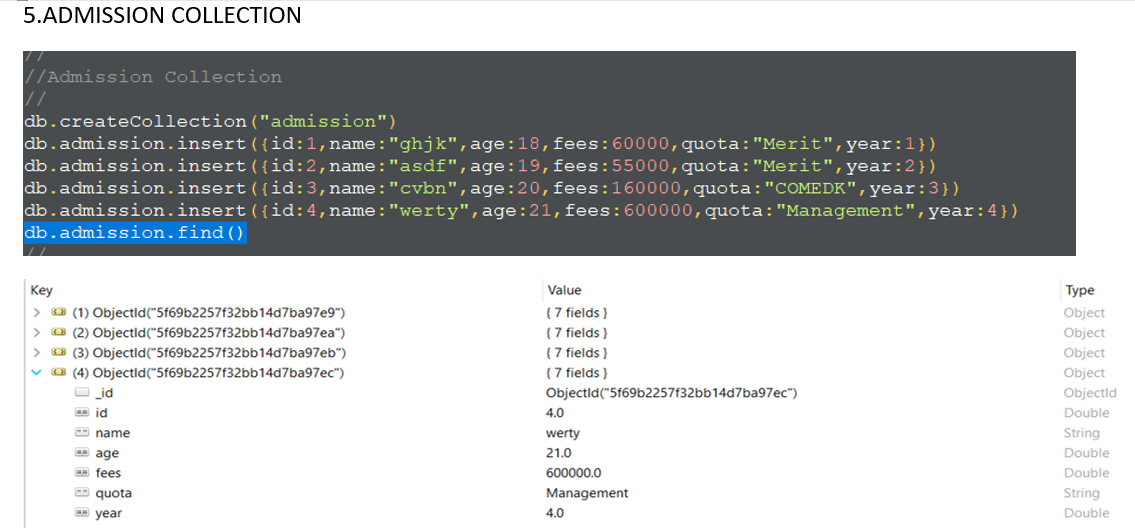 5.ADMISSION COLLECTION
//
//Admission Collection
//
db.createCollection("admission")
db.admission.insert({id:1,name:"ghjk",age:18,fees:60000,quota:"Merit",year:1})
db.admission.insert({id:2,name:"asdf",age:19,fees:55000,quota:"Merit",year:2})
db.admission.insert({id:3,name:"cvbn",age:20,fees:160000,quota:"COMEDK",year:3})
db.admission.insert({id:4,name:"werty",age:21,fees:600000,quota:"Management",year:4})
db.admission.find()
//
Key Value Type
(1) ObjectId("5f69b2257f32bb14d7ba97e9") { 7 fields } Object
(2) ObjectId("5f69b2257f32bb14d7ba97ea") { 7 fields } Object
(3) ObjectId("5f69b2257f32bb14d7ba97eb") { 7 fields } Object
(4) ObjectId("5f69b2257f32bb14d7ba97ec") { 7 fields } Object
_id ObjectId("5f69b2257f32bb14d7ba97ec") ObjectId
id 4.0 Double
name werty String
age 21.0 Double
fees 600000.0 Double
quota Management String
year 4.0 Double